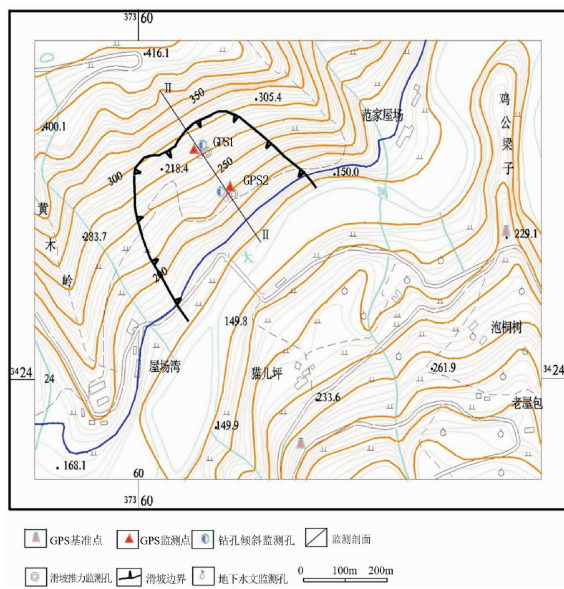 373 60
416.1
II
350
305.4
范家屋场
鸡公梁子
400.1
GPS1
300
218.4
250
150.0
GPS2
黄木岭
河
283.7
II
大
229.1
200
149.8
泡桐树
屋场湾
猫儿坪
261.9
34 24
24
34 24
233.6
老屋包
149.9
168.1
60
373 60
GPS基准点 GPS监测点 钻孔倾斜监测孔 监测剖面
滑坡推力监测孔 滑坡边界 地下水文监测孔 0 100m 200m